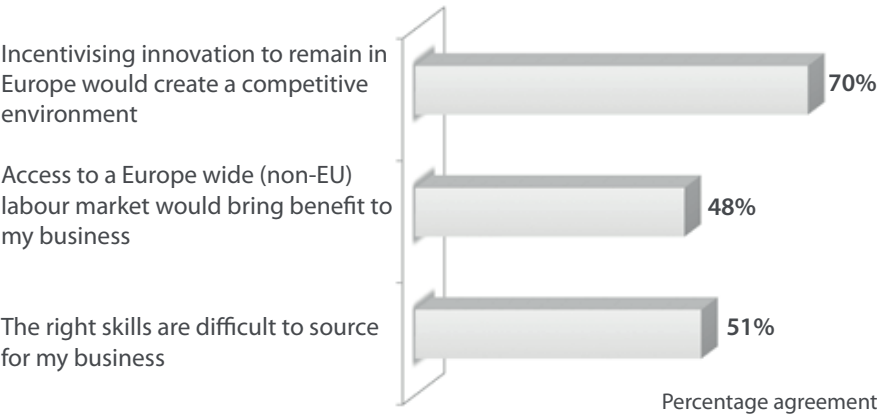 Incentivising innovation to remain in
Europe would create a competitive
environment
70%
Access to a Europe wide (non-EU)
labour market would bring benefit to
my business
48%
The right skills are difficult to source
for my business
51%
Percentage agreement